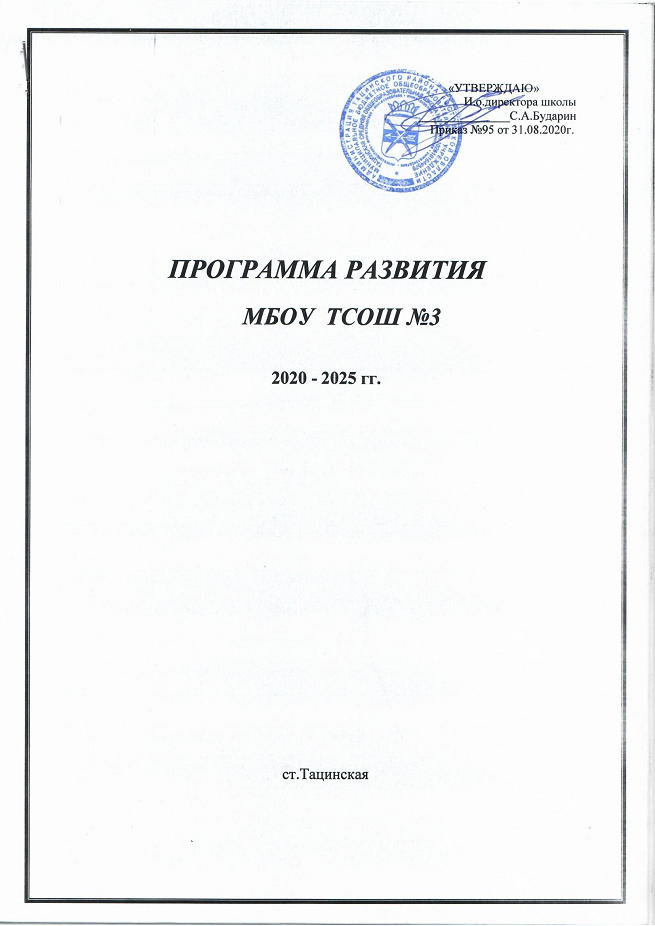 «УТВЕРЖДАЮ»
И.о.директора школы
С.А.Бударин
Приказ №95 от 31.08.2020г.
ПРОГРАММА РАЗВИТИЯ
МБОУ ТСОШ №3
2020 - 2025 гг.
ст.Тацинская